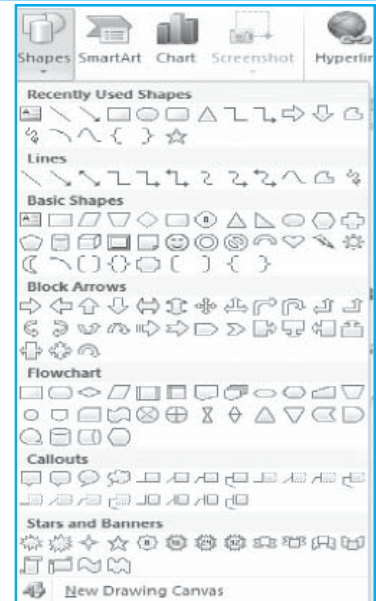 Shapes SmartArt Chart Screenshot
Recently Used Shapes
Lines
Basic Shapes
Block Arrows
Flowchart
Callouts
Stars and Banners
New Drawing Canvas